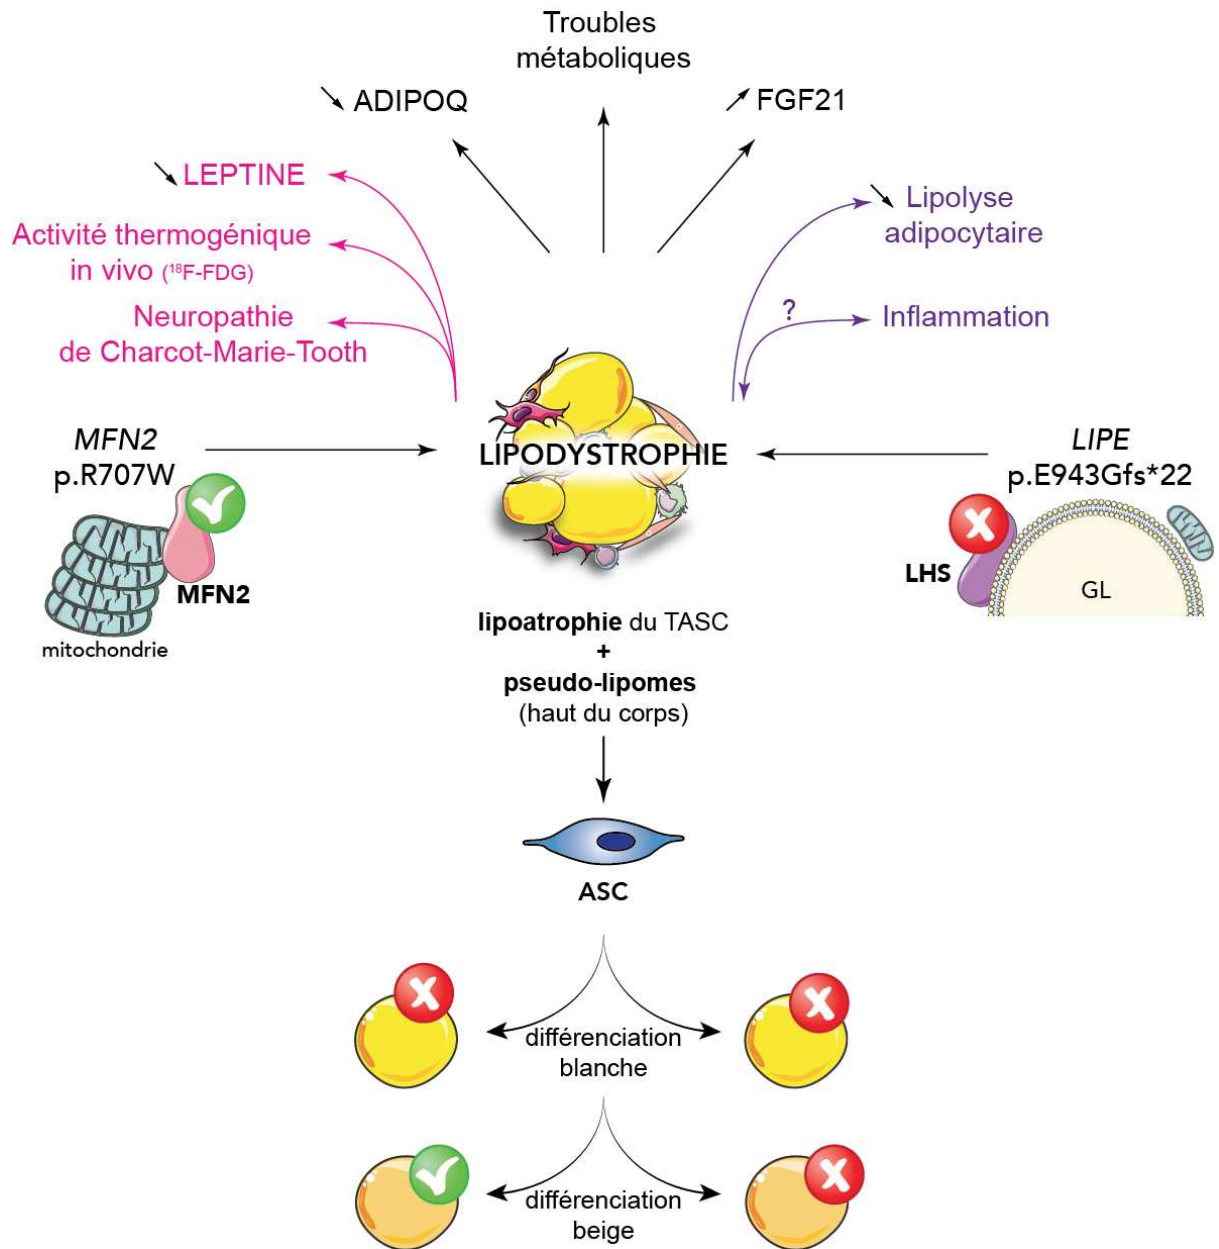 Troubles
métaboliques
ADIPOQ
FGF21
LEPTINE
Lipolyse
adipocytaire
Activité thermogénique
in vivo (¹⁸F-FDG)
?
Inflammation
Neuropathie
de Charcot-Marie-Tooth
MFN2
p.R707W
LIPODYSTROPHIE
LIPE
p.E943Gfs*22
MFN2
mitochondrie
LHS
GL
lipoatrophie du TASC
+
pseudo-lipomes
(haut du corps)
ASC
différenciation
blanche
différenciation
beige